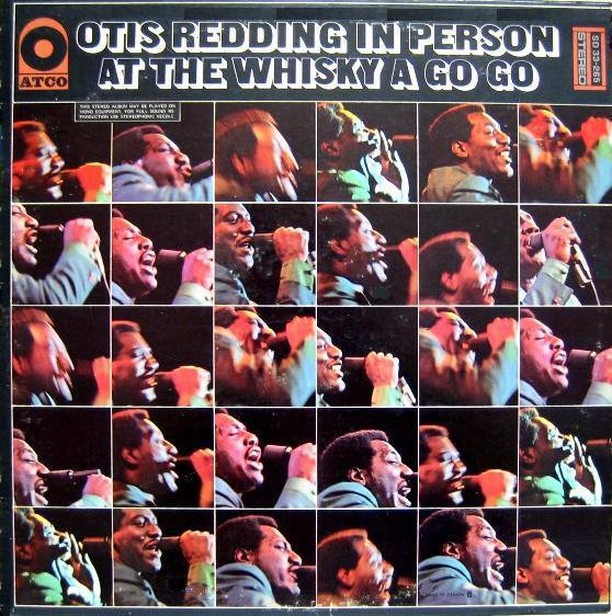 OTIS REDDING IN PERSON
AT THE WHISKY A GO GO
ATCO
STEREO
SD 33-265
THIS STEREO ALBUM MAY BE PLAYED ON
MONO EQUIPMENT. FOR FULL SOUND RE-
PRODUCTION USE STEREOPHONIC NEEDLE.